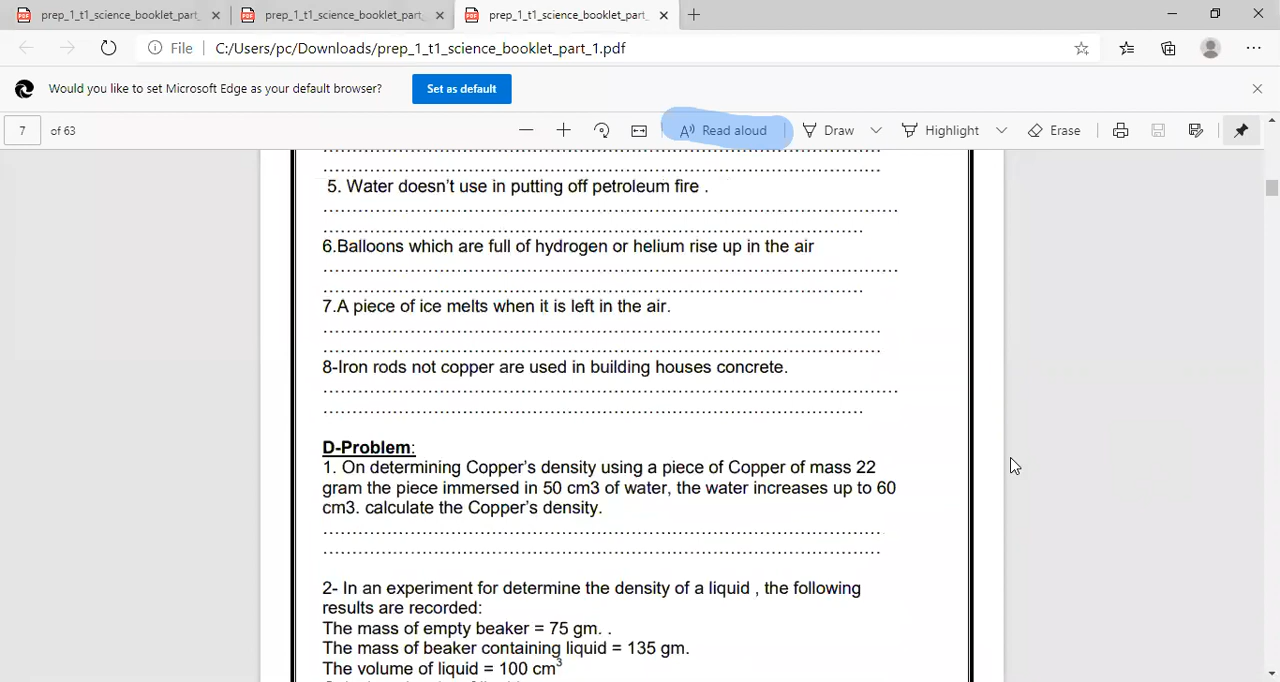 prep_1_t1_science_booklet_part_
prep_1_t1_science_booklet_part_
prep_1_t1_science_booklet_part_
File
C:/Users/pc/Downloads/prep_1_t1_science_booklet_part_1.pdf
Would you like to set Microsoft Edge as your default browser?
Set as default
7
of 63
Read aloud
Draw
Highlight
Erase
5. Water doesn't use in putting off petroleum fire .
6.Balloons which are full of hydrogen or helium rise up in the air
7.A piece of ice melts when it is left in the air.
8-Iron rods not copper are used in building houses concrete.
D-Problem:
1. On determining Copper's density using a piece of Copper of mass 22
gram the piece immersed in 50 cm3 of water, the water increases up to 60
cm3. calculate the Copper's density.
2- In an experiment for determine the density of a liquid , the following
results are recorded:
The mass of empty beaker = 75 gm. .
The mass of beaker containing liquid = 135 gm.
The volume of liquid = 100 cm³